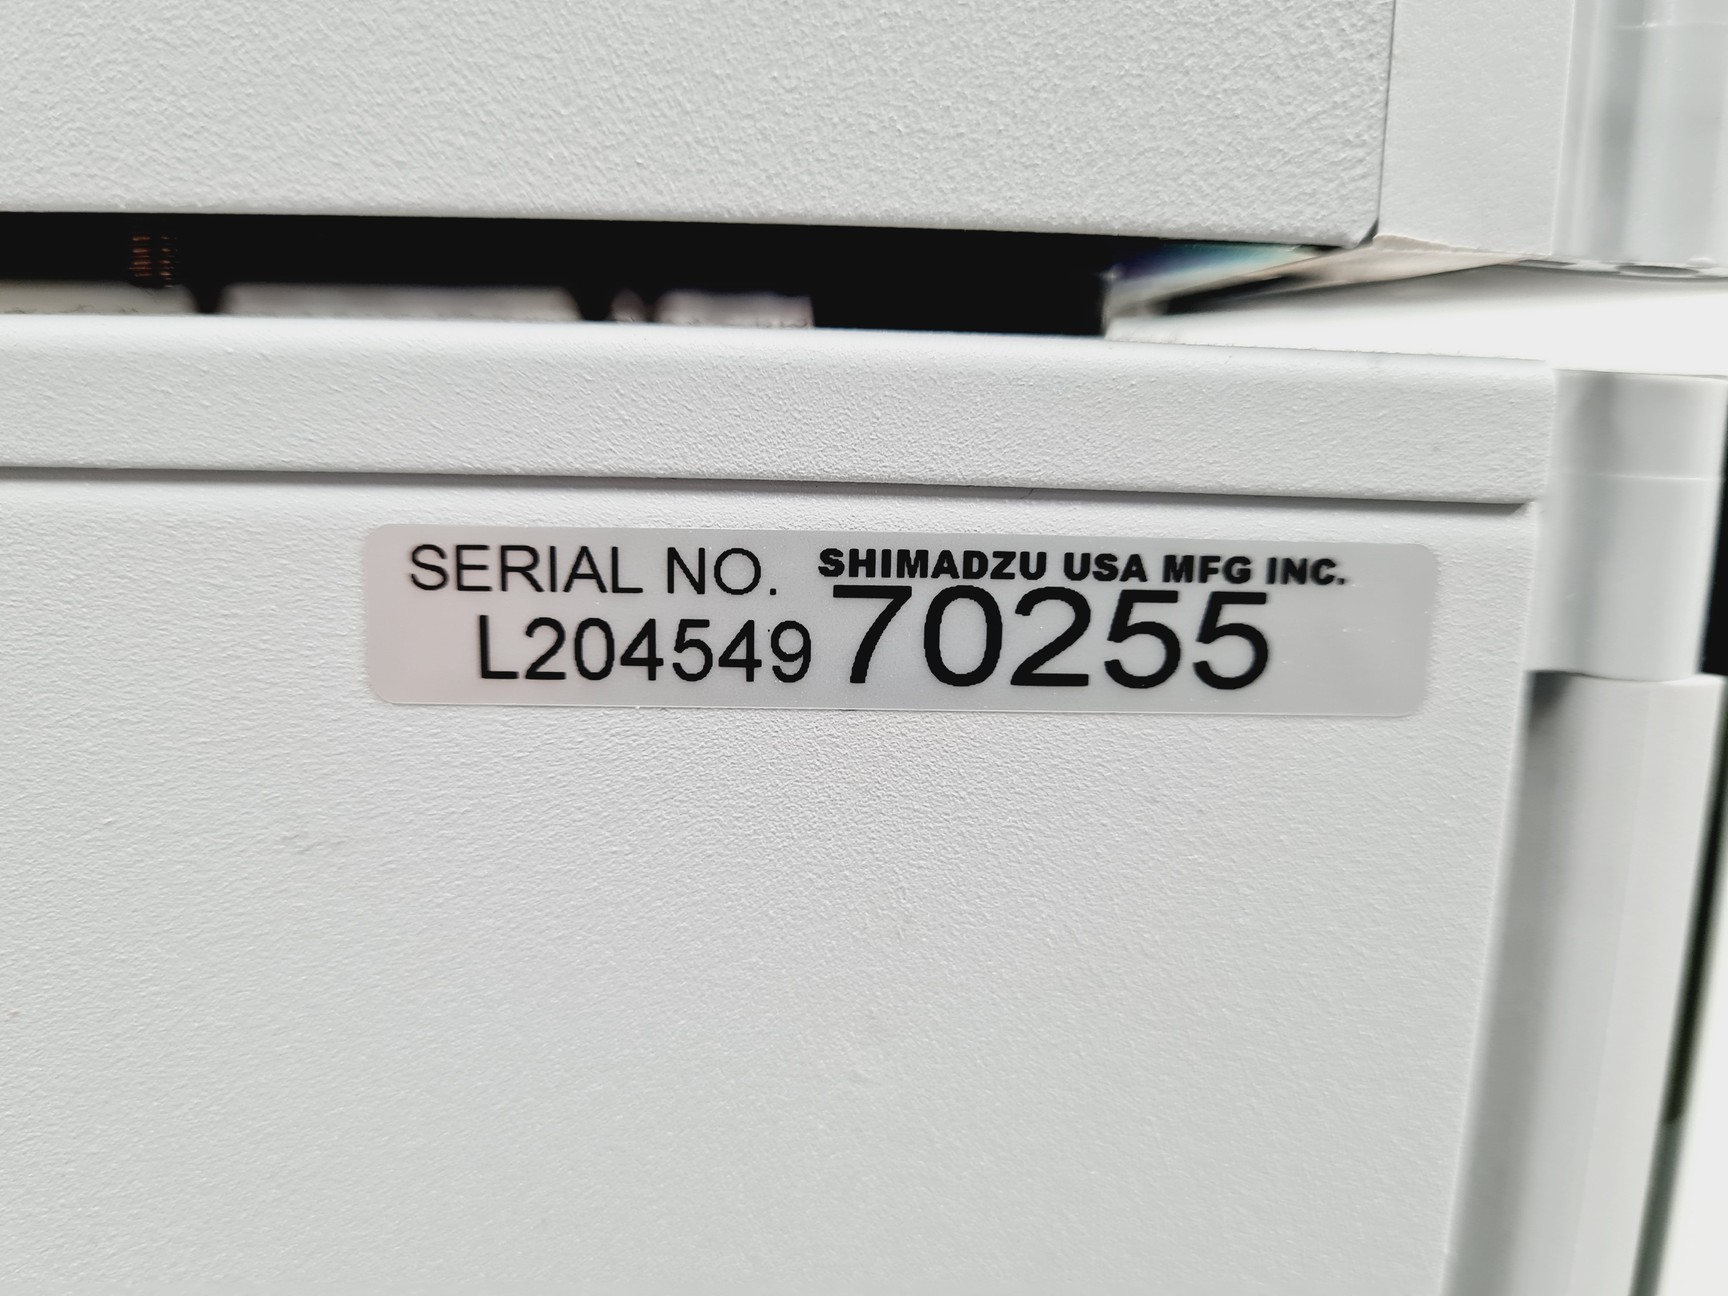 SERIAL NO. SHIMADZU USA MFG INC.
L204549 70255